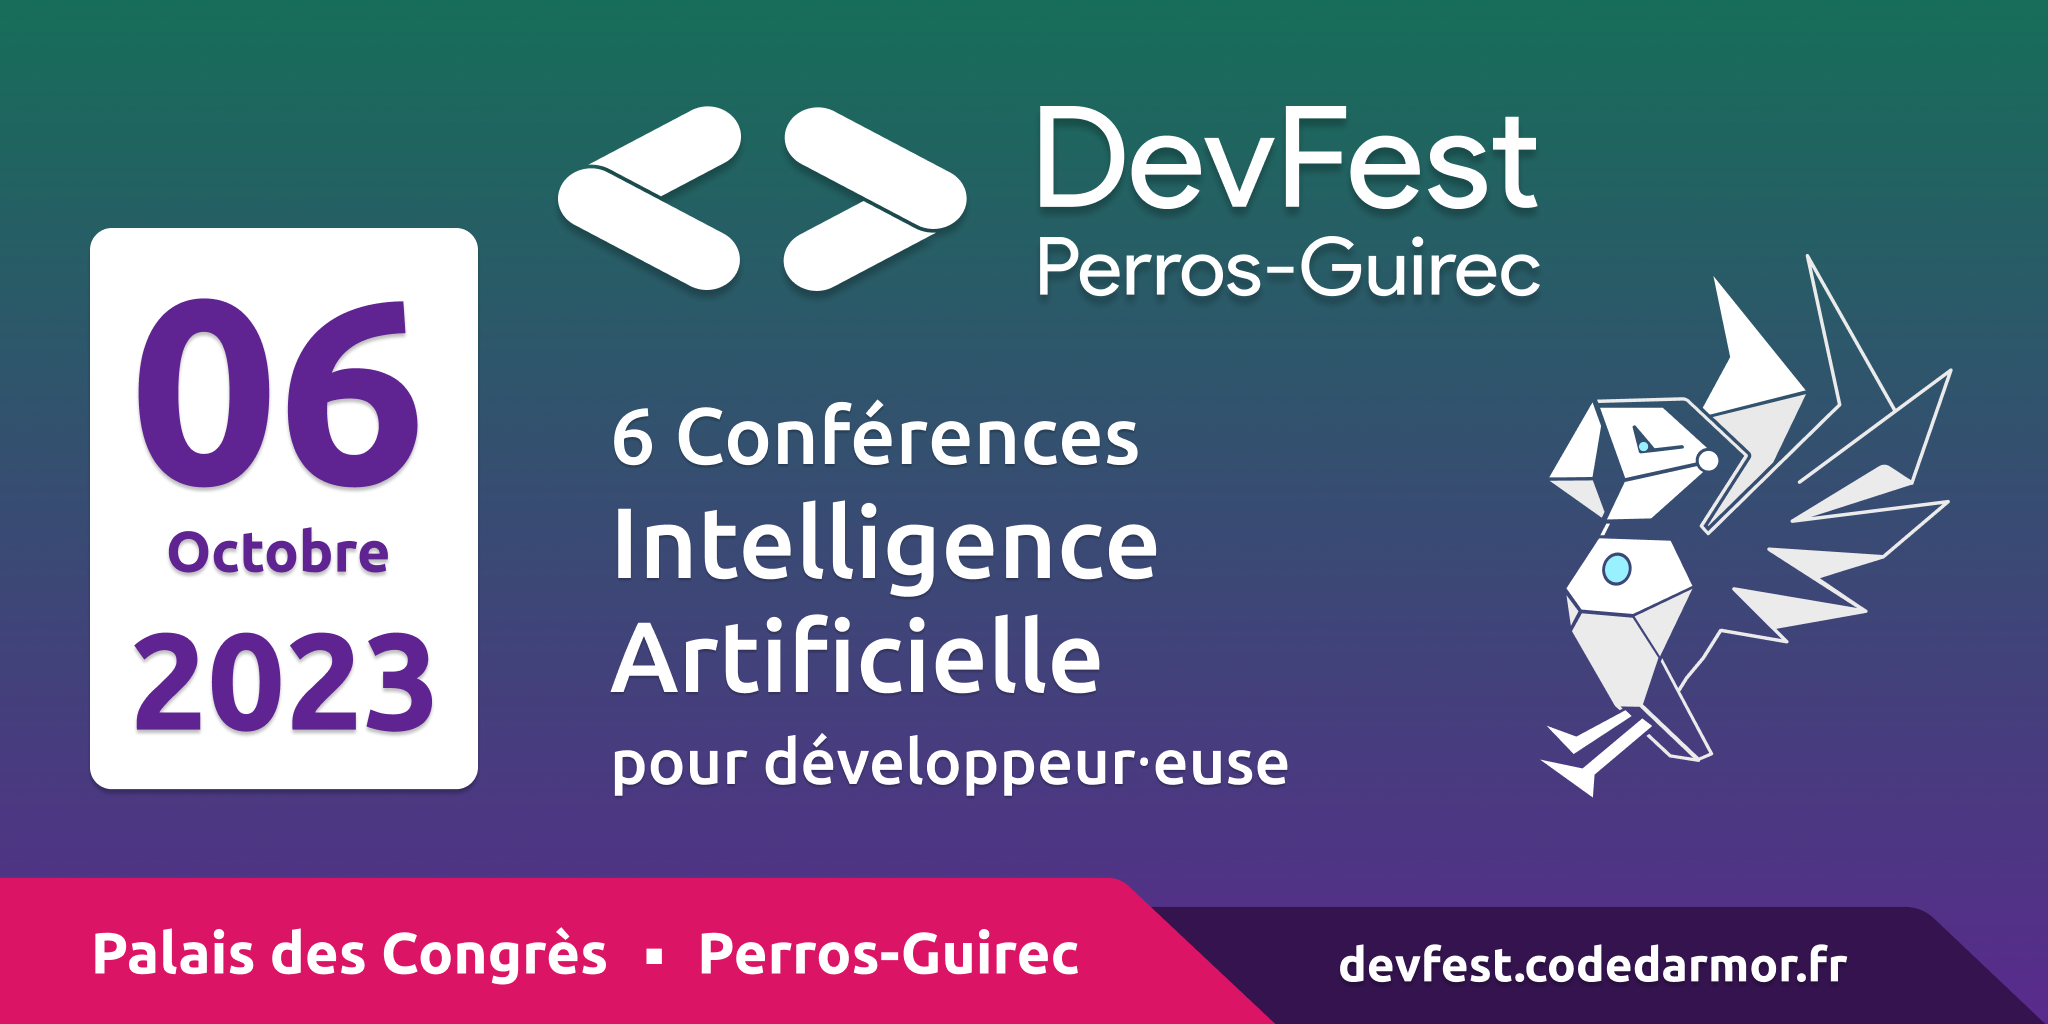 DevFest
Perros-Guirec
06
Octobre
2023
6 Conférences
Intelligence
Artificielle
pour développeur·euse
Palais des Congrès ▪ Perros-Guirec
devfest.codedarmor.fr